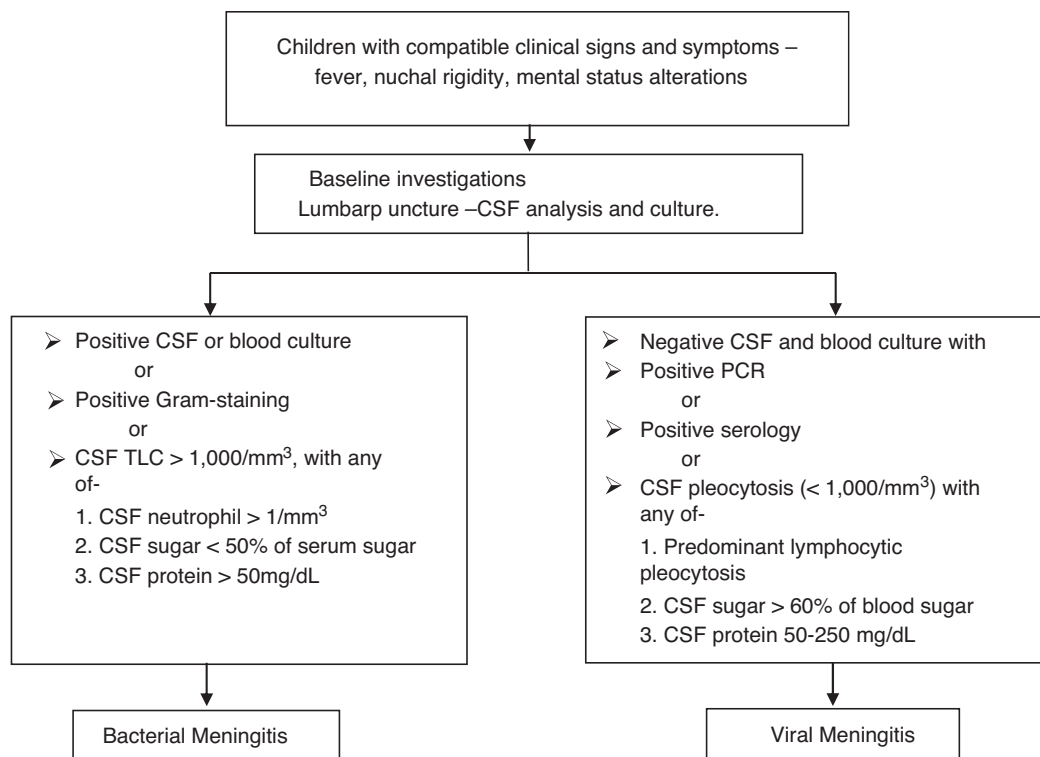 Children with compatible clinical signs and symptoms –
fever, nuchal rigidity, mental status alterations
Baseline investigations
Lumbarp uncture –CSF analysis and culture.
➢ Positive CSF or blood culture
or
➢ Positive Gram-staining
or
➢ CSF TLC > 1,000/mm³, with any
of-
1. CSF neutrophil > 1/mm³
2. CSF sugar < 50% of serum sugar
3. CSF protein > 50mg/dL
➢ Negative CSF and blood culture with
➢ Positive PCR
or
➢ Positive serology
or
➢ CSF pleocytosis (< 1,000/mm³) with
any of-
1. Predominant lymphocytic
pleocytosis
2. CSF sugar > 60% of blood sugar
3. CSF protein 50-250 mg/dL
Bacterial Meningitis
Viral Meningitis